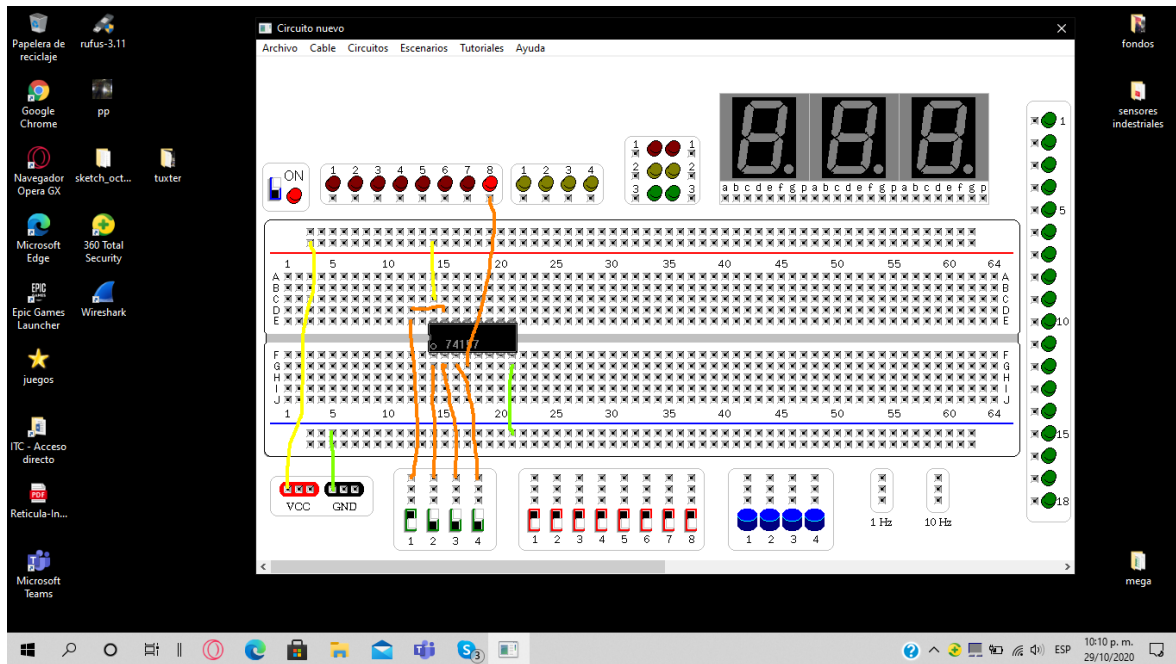 Circuito nuevo
Archivo Cable Circuitos Escenarios Tutoriales Ayuda
Papelera de
reciclaje
rufus-3.11
Google
Chrome
pp
Navegador
Opera GX
sketch_oct...
tuxter
Microsoft
Edge
360 Total
Security
Epic Games
Launcher
Wireshark
juegos
ITC - Acceso
directo
Reticula-In...
Microsoft
Teams
fondos
sensores
indestriales
mega
ON
1 2 3 4 5 6 7 8
1 2 3 4
1 1
2 2
3 3
a b c d e f g p a b c d e f g p a b c d e f g p
1
5
10
15
18
1 5 10 15 20 25 30 35 40 45 50 55 60 64
A A
B B
C C
D D
E E
74157
F F
G G
H H
I I
J J
1 5 10 15 20 25 30 35 40 45 50 55 60 64
VCC GND
1 2 3 4
1 2 3 4 5 6 7 8
1 2 3 4
1 Hz 10 Hz
3
ESP
10:10 p. m.
29/10/2020